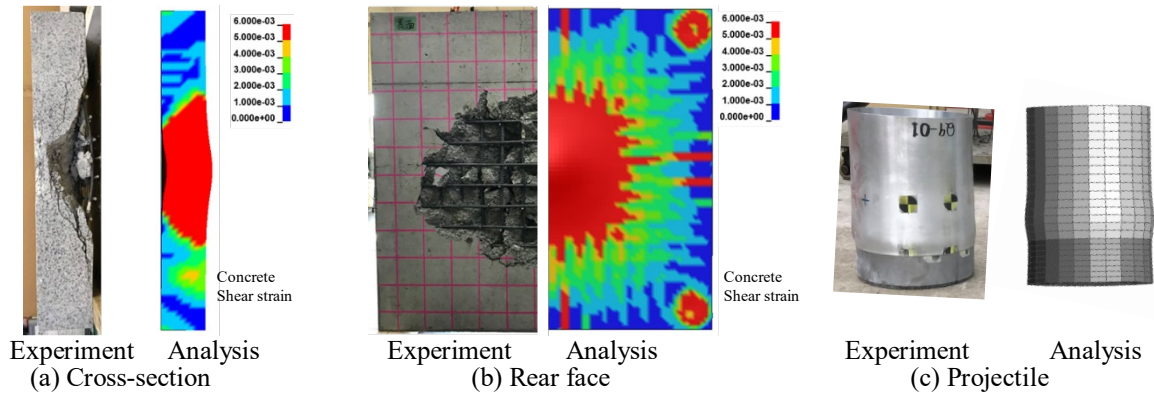 6.000e-03
5.000e-03
4.000e-03
3.000e-03
2.000e-03
1.000e-03
0.000e+00
Concrete
Shear strain
Experiment Analysis
(a) Cross-section
6.000e-03
5.000e-03
4.000e-03
3.000e-03
2.000e-03
1.000e-03
0.000e+00
Concrete
Shear strain
Experiment Analysis
(b) Rear face
Q4-01
Experiment Analysis
(c) Projectile